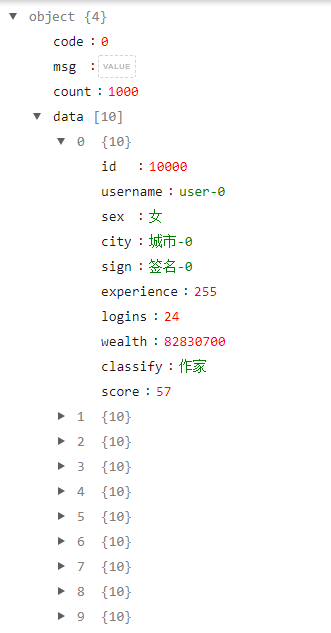 ▼ object {4}
code : 0
msg : VALUE
count : 1000
▼ data [10]
▼ 0 {10}
id : 10000
username : user-0
sex : 女
city : 城市-0
sign : 签名-0
experience : 255
logins : 24
wealth : 82830700
classify : 作家
score : 57
▶ 1 {10}
▶ 2 {10}
▶ 3 {10}
▶ 4 {10}
▶ 5 {10}
▶ 6 {10}
▶ 7 {10}
▶ 8 {10}
▶ 9 {10}